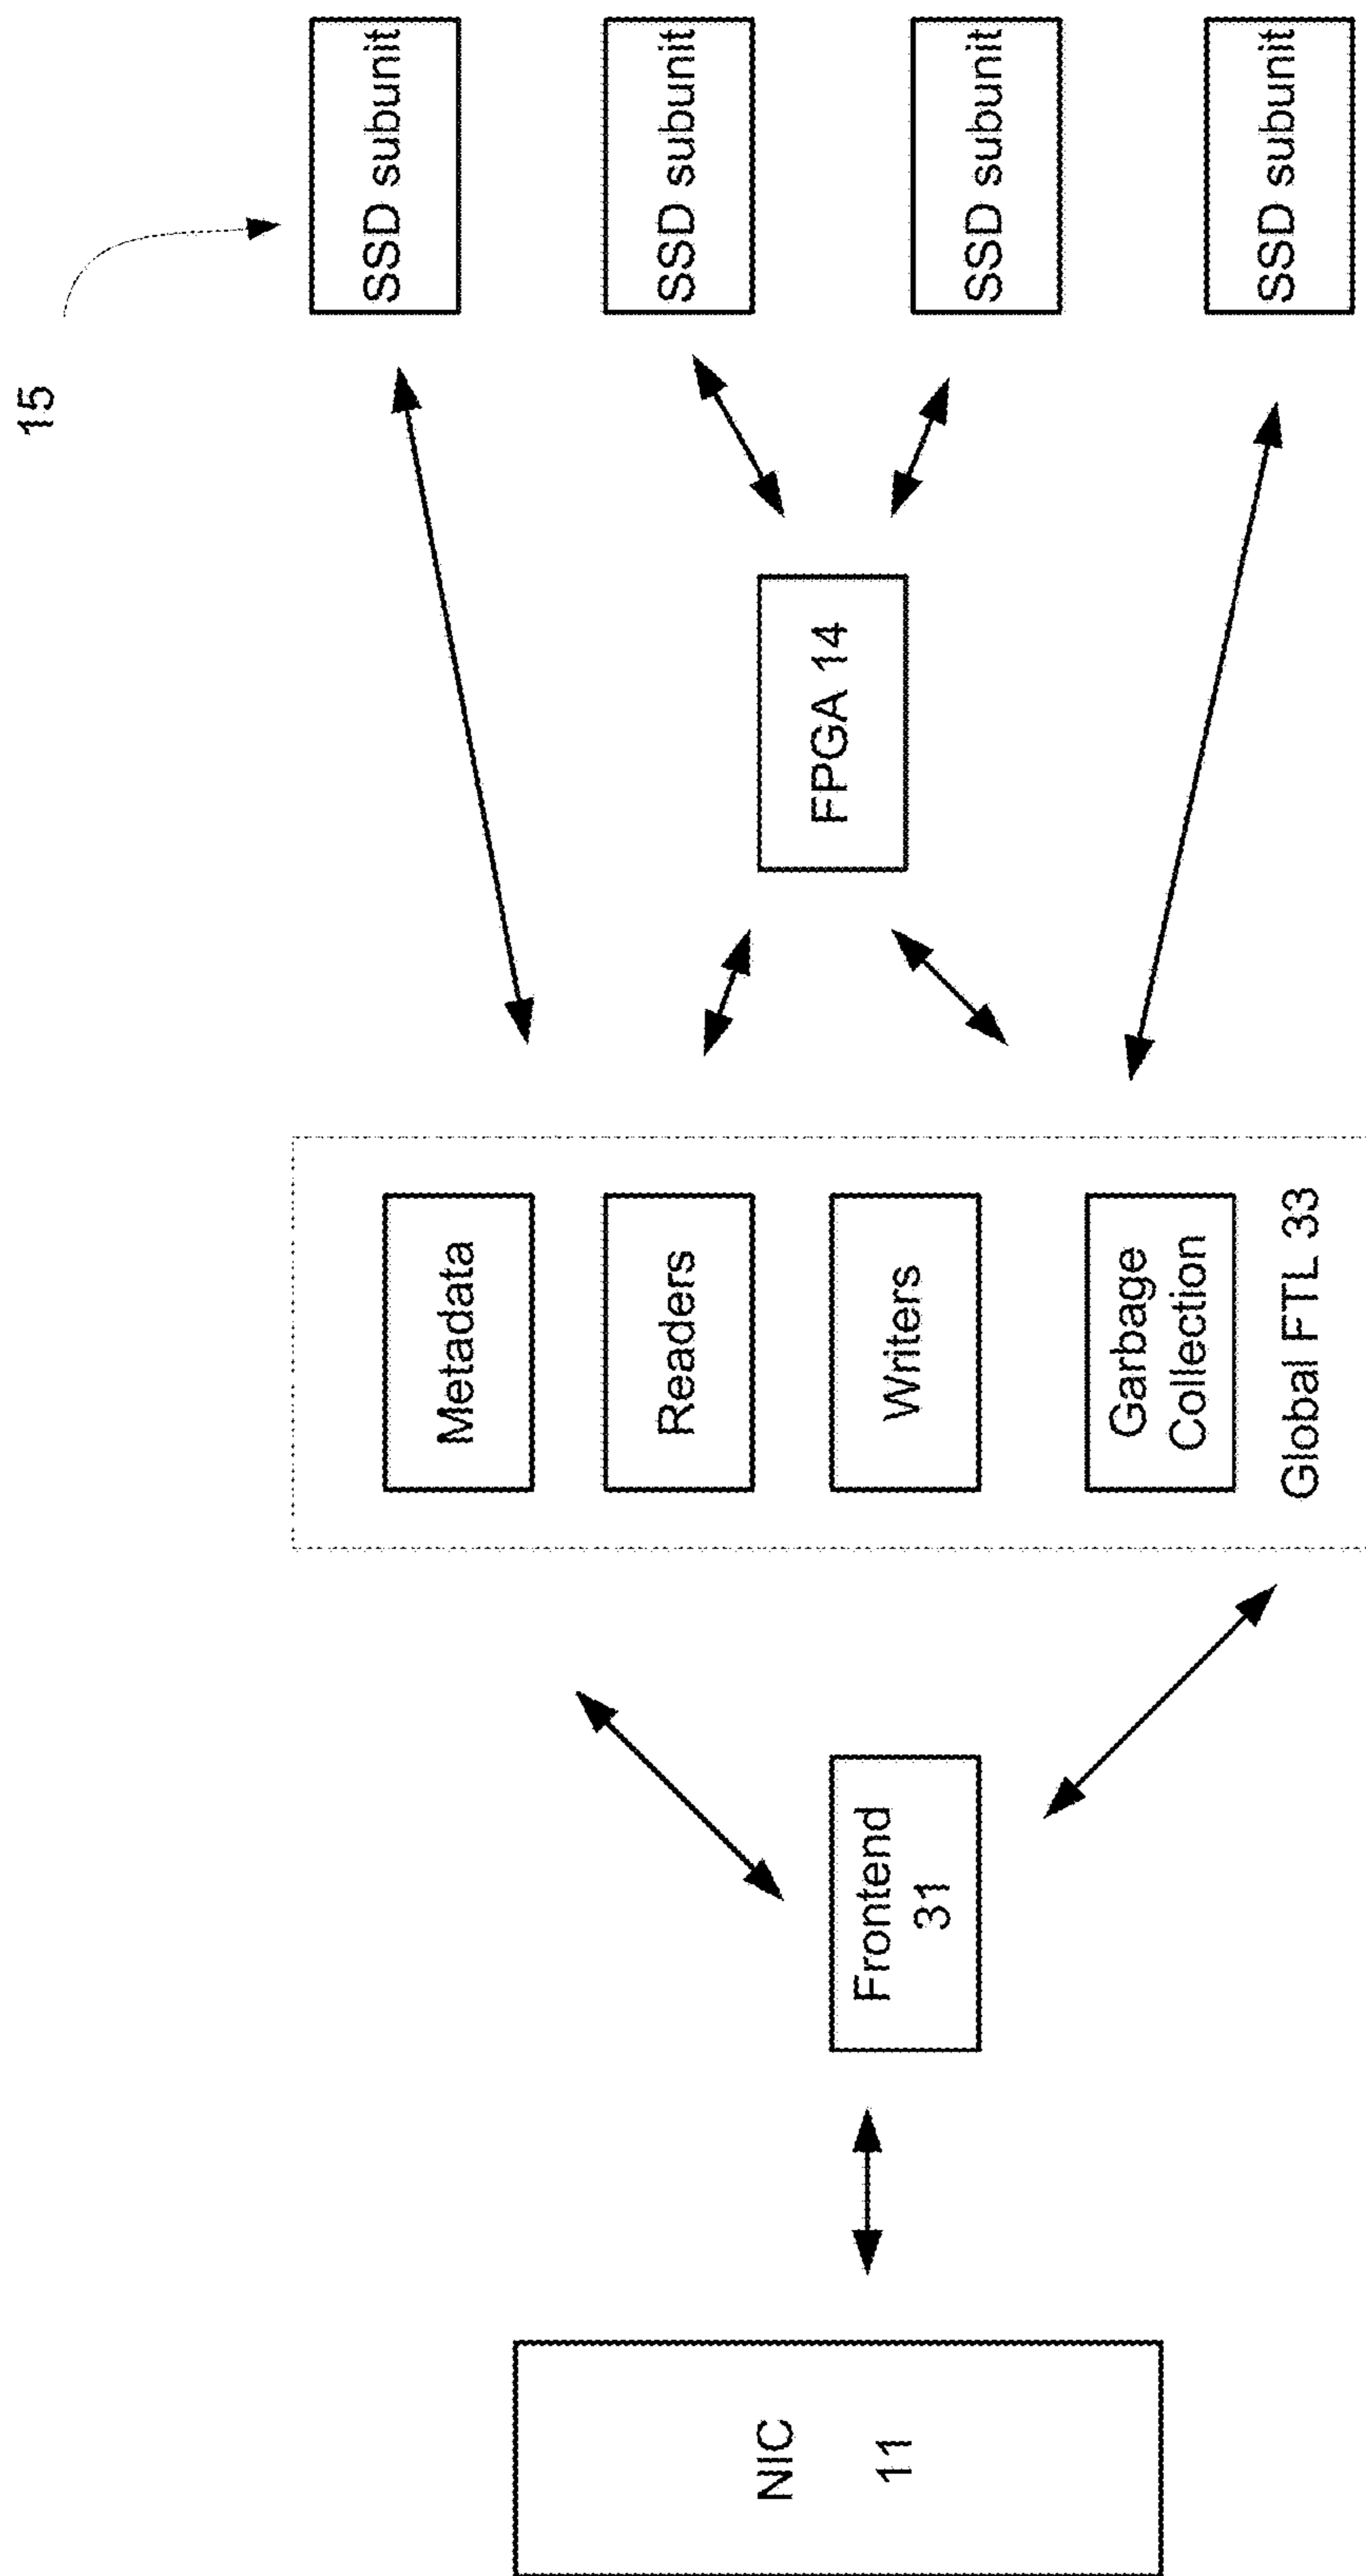 15
SSD subunit
SSD subunit
SSD subunit
SSD subunit
FPGA 14
Metadata
Readers
Writers
Garbage
Collection
Global FTL 33
Frontend
31
NIC
11